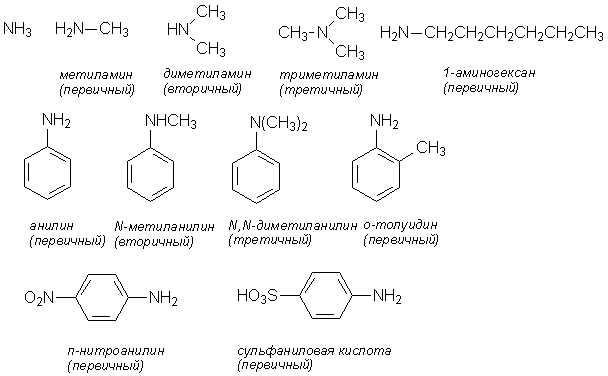 NH3 H2N CH3 HN CH3 CH3 CH3 N CH3 CH3 H2N CH2CH2CH2CH2CH2CH3
метиламин (первичный)
диметиламин (вторичный)
триметиламин (третичный)
1-аминогексан (первичный)
NH2 NHCH3 N(CH3)2 NH2 CH3
анилин (первичный)
N-метиланилин (вторичный)
N,N-диметиланилин (третичный)
о-толуидин (первичный)
O2N NH2 HO3S NH2
п-нитроанилин (первичный)
сульфаниловая кислота (первичный)